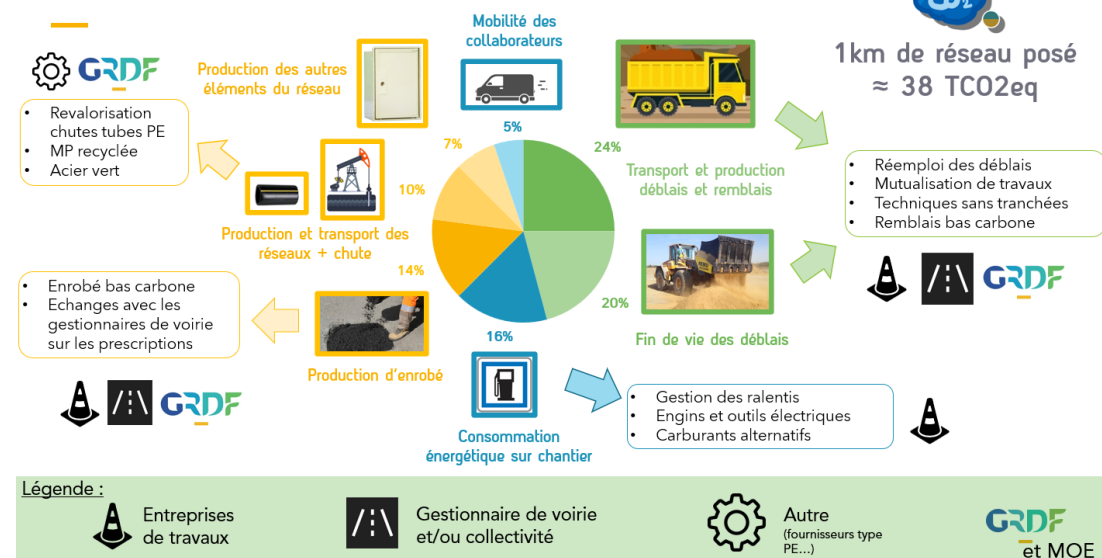 CO2
1km de réseau posé
≈ 38 TCO2eq
Mobilité des
collaborateurs
5%
GRDF
Production des autres
éléments du réseau
7%
• Revalorisation
chutes tubes PE
• MP recyclée
• Acier vert
10%
Production et transport des
réseaux + chute
24%
Transport et production
déblais et remblais
• Réemploi des déblais
• Mutualisation de travaux
• Techniques sans tranchées
• Remblais bas carbone
GRDF
20%
Fin de vie des déblais
14%
Production d'enrobé
• Enrobé bas carbone
• Echanges avec les
gestionnaires de voirie
sur les prescriptions
GRDF
16%
Consommation
énergétique sur chantier
• Gestion des ralentis
• Engins et outils électriques
• Carburants alternatifs
Légende :
Entreprises
de travaux
Gestionnaire de voirie
et/ou collectivité
Autre
(fournisseurs type
PE...)
GRDF
et MOE